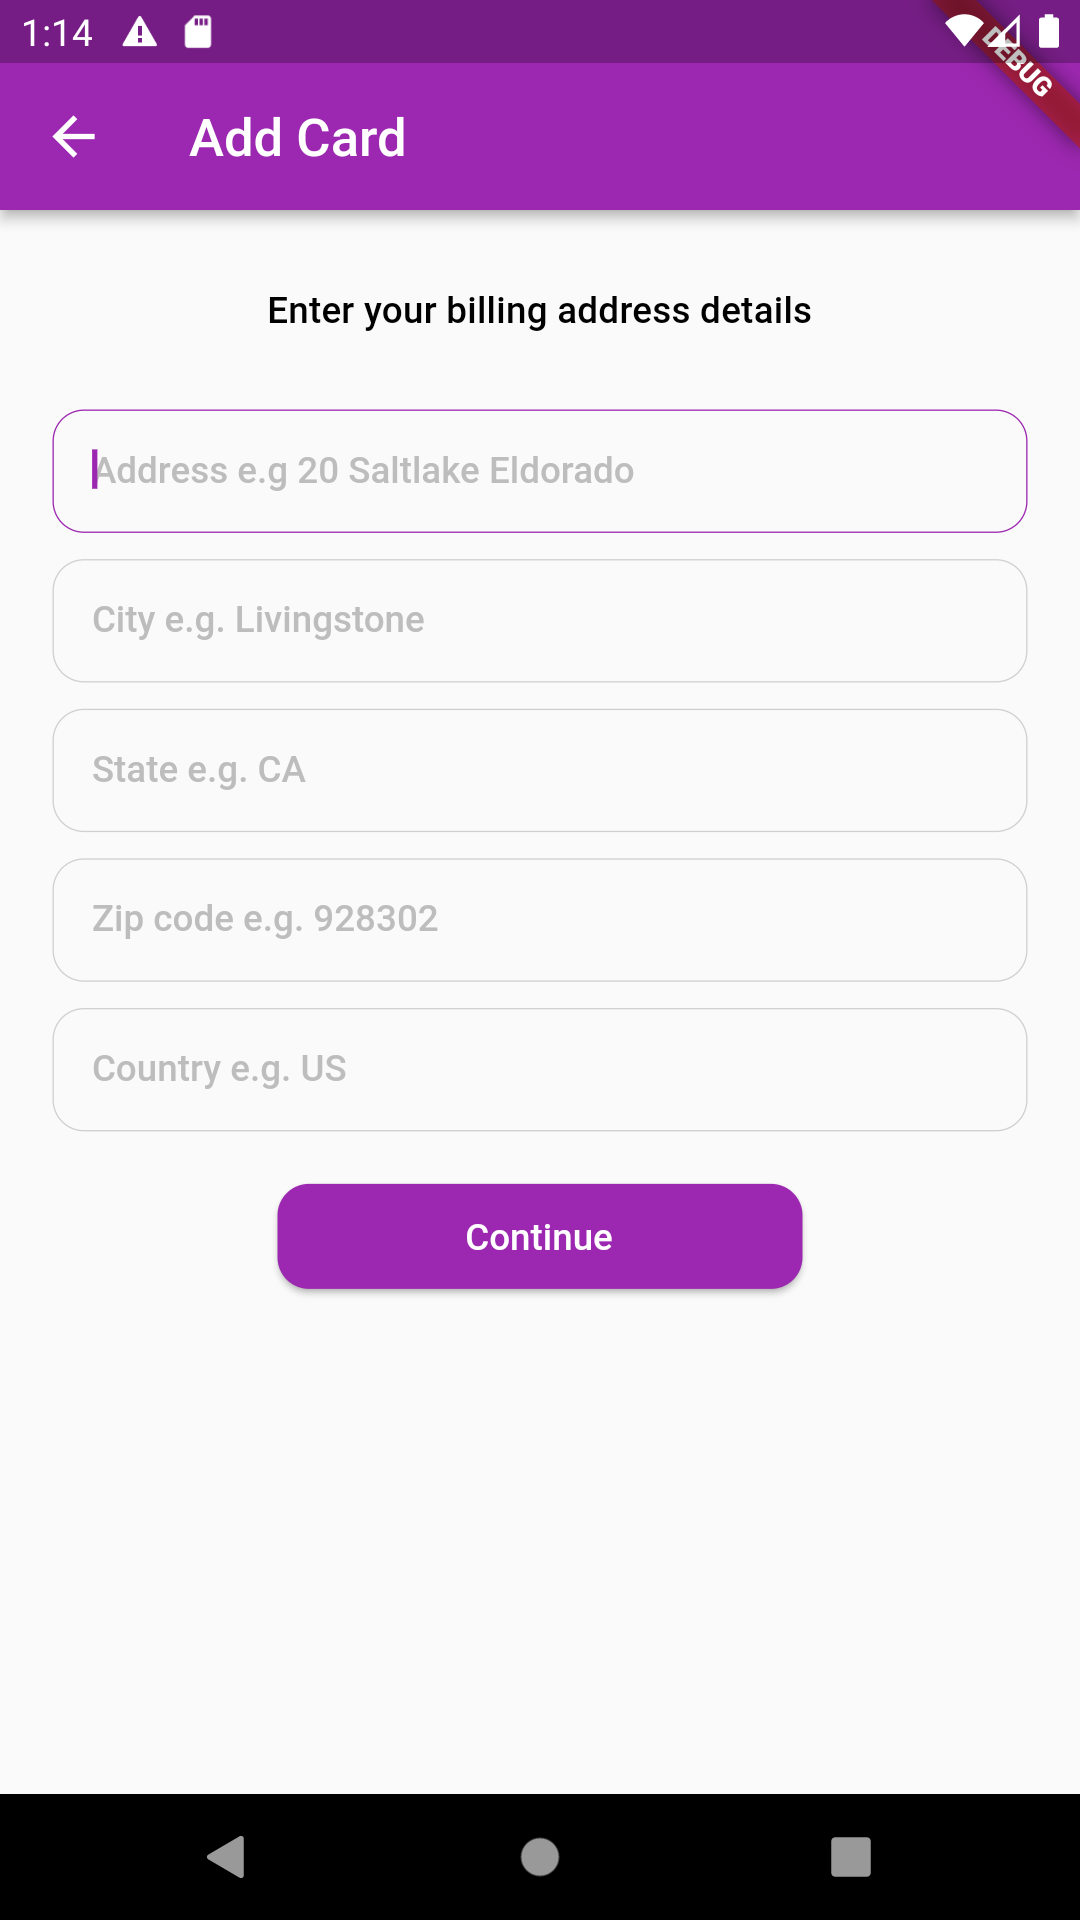 1:14
DEBUG
Add Card
Enter your billing address details
Address e.g 20 Saltlake Eldorado
City e.g. Livingstone
State e.g. CA
Zip code e.g. 928302
Country e.g. US
Continue